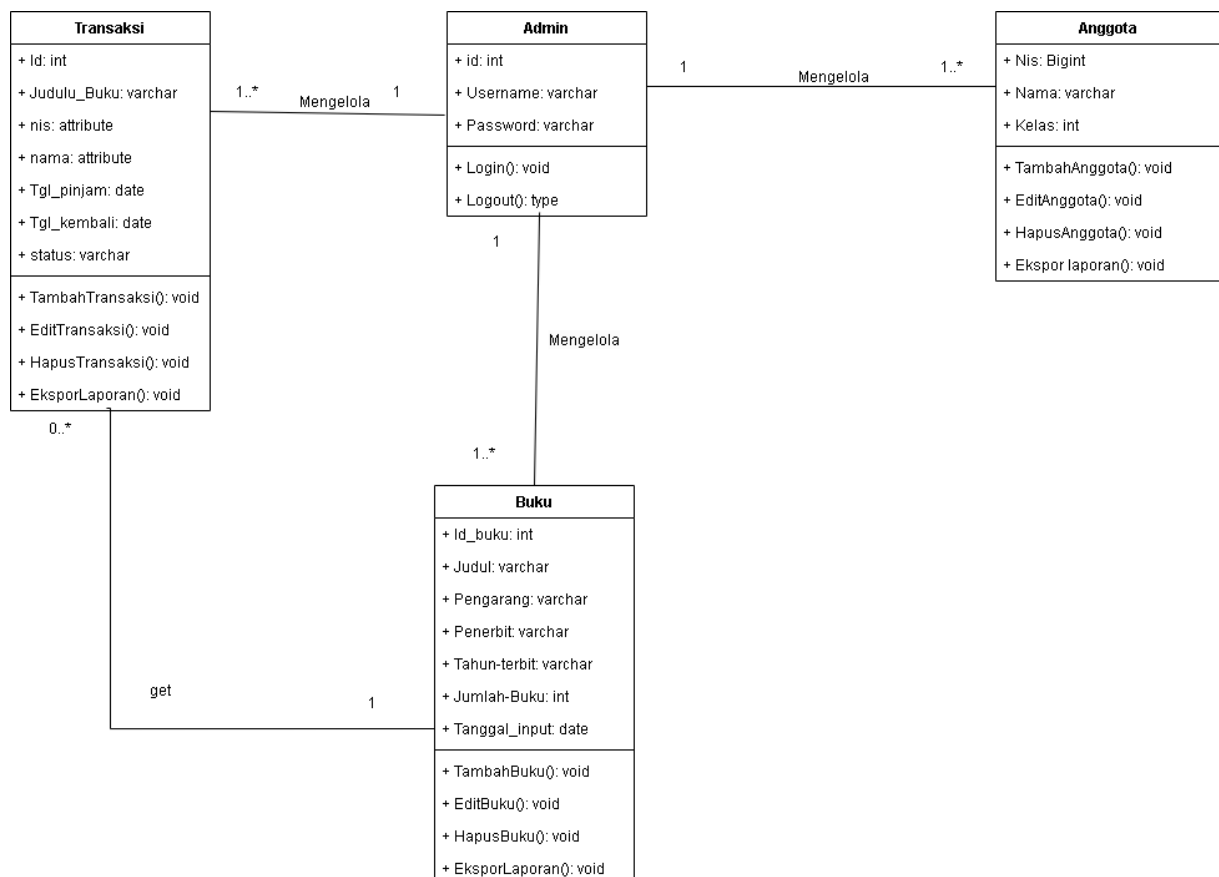 Transaksi
+ Id: int
+ Judulu_Buku: varchar
+ nis: attribute
+ nama: attribute
+ Tgl_pinjam: date
+ Tgl_kembali: date
+ status: varchar
+ TambahTransaksi(): void
+ EditTransaksi(): void
+ HapusTransaksi(): void
+ EksporLaporan(): void
1..*
Mengelola
1
Admin
+ id: int
+ Username: varchar
+ Password: varchar
+ Login(): void
+ Logout(): type
1
Mengelola
1..*
Anggota
+ Nis: Bigint
+ Nama: varchar
+ Kelas: int
+ TambahAnggota(): void
+ EditAnggota(): void
+ HapusAnggota(): void
+ Ekspor laporan(): void
1
Mengelola
1..*
0..*
get
1
Buku
+ Id_buku: int
+ Judul: varchar
+ Pengarang: varchar
+ Penerbit: varchar
+ Tahun-terbit: varchar
+ Jumlah-Buku: int
+ Tanggal_input: date
+ TambahBuku(): void
+ EditBuku(): void
+ HapusBuku(): void
+ EksporLaporan(): void